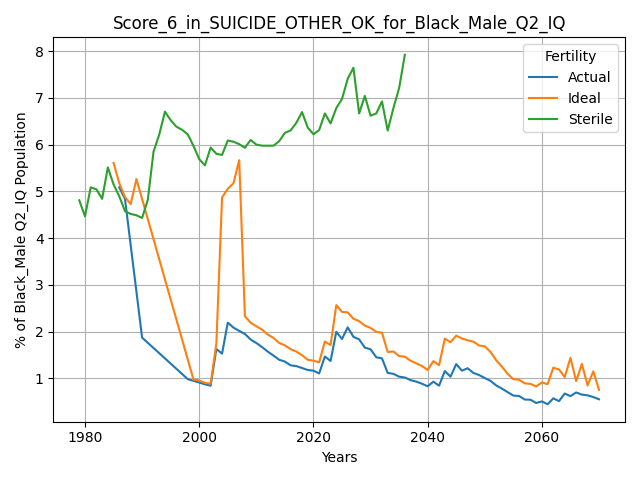 Score_6_in_SUICIDE_OTHER_OK_for_Black_Male_Q2_IQ
% of Black_Male Q2_IQ Population
8
7
6
5
4
3
2
1
Fertility
Actual
Ideal
Sterile
1980
2000
2020
2040
2060
Years